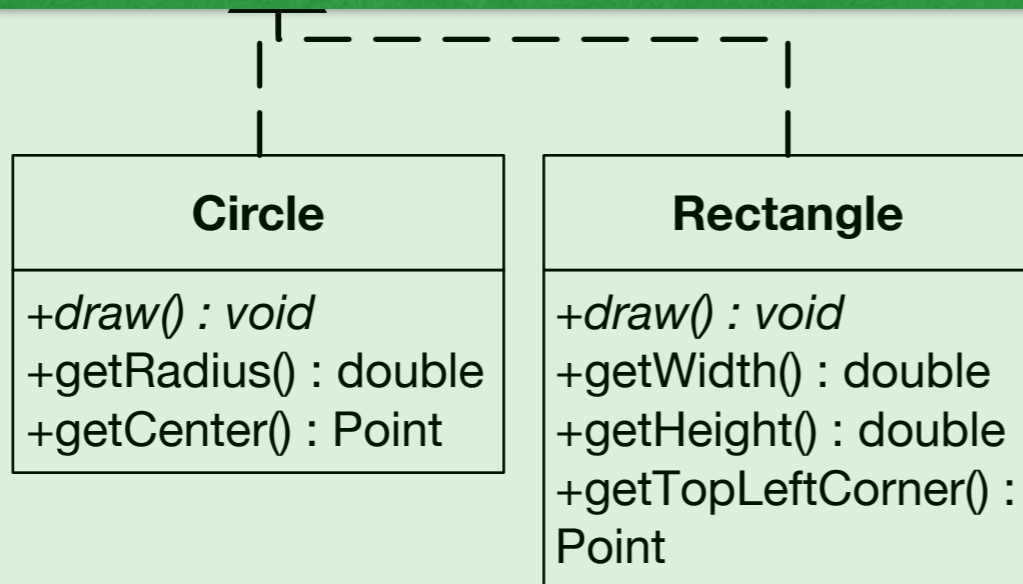 Circle
+draw() : void
+getRadius() : double
+getCenter() : Point
Rectangle
+draw() : void
+getWidth() : double
+getHeight() : double
+getTopLeftCorner() :
Point